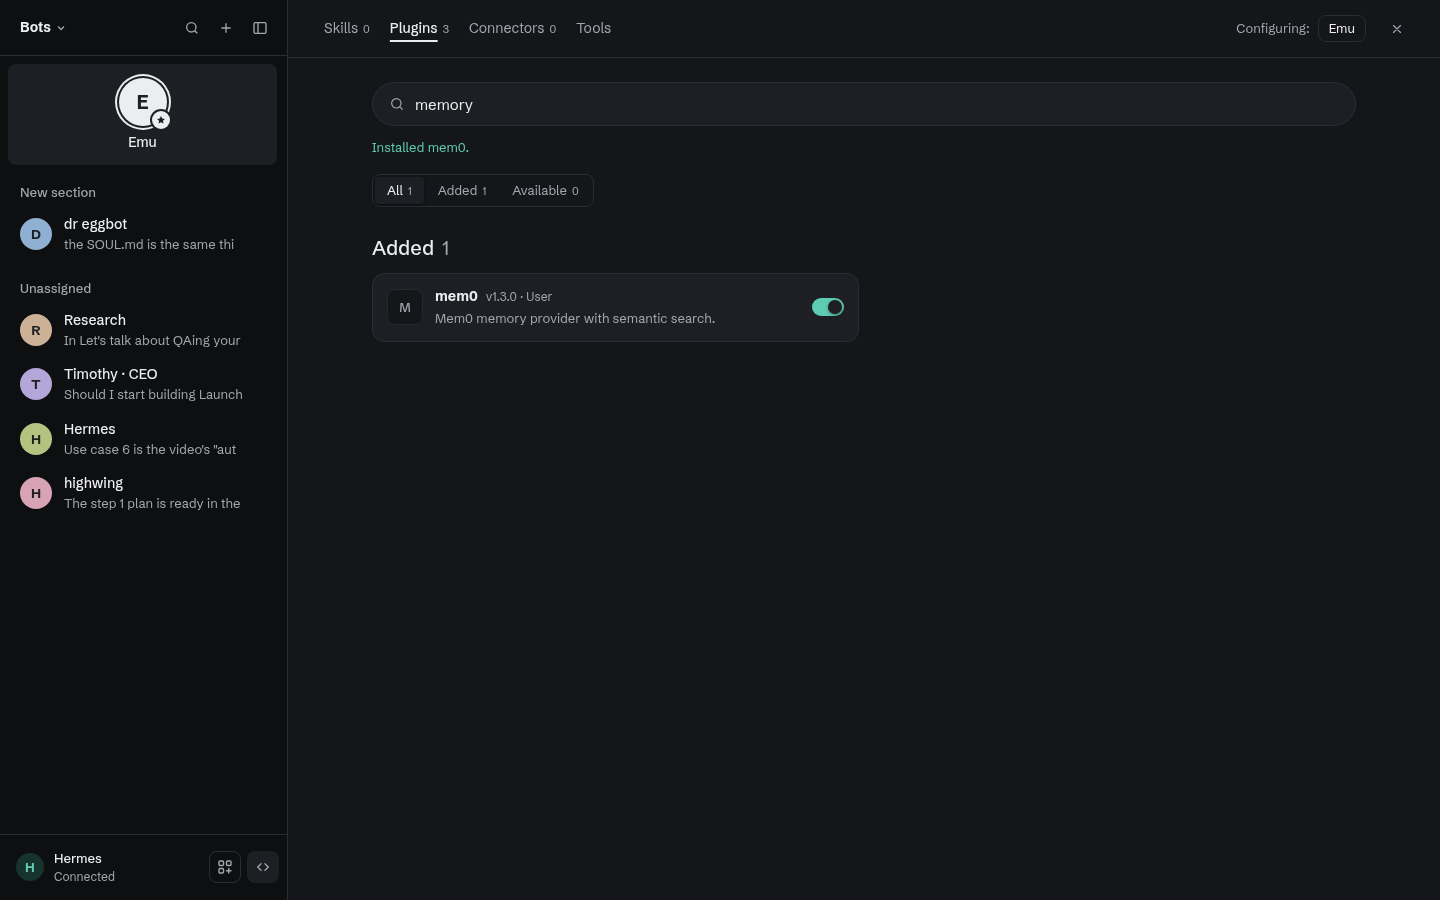 Bots
Skills 0
Plugins 3
Connectors 0
Tools
Configuring:
Emu
E
Emu
New section
D
dr eggbot
the SOUL.md is the same thi
Unassigned
R
Research
In Let's talk about QAing your
T
Timothy · CEO
Should I start building Launch
H
Hermes
Use case 6 is the video's "aut
H
highwing
The step 1 plan is ready in the
H
Hermes
Connected
memory
Installed mem0.
All 1
Added 1
Available 0
Added 1
M
mem0 v1.3.0 · User
Mem0 memory provider with semantic search.